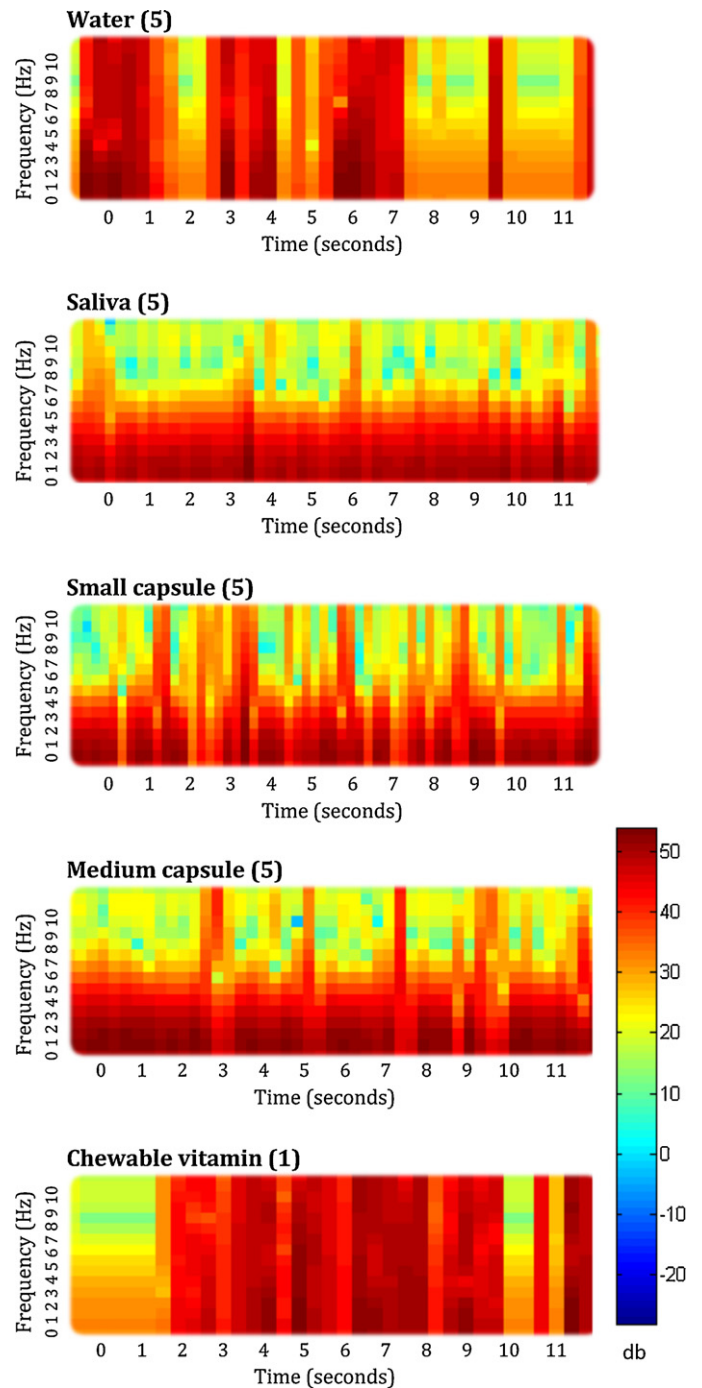 Water (5)
Frequency (Hz)
0 1 2 3 4 5 6 7 8 9 10
0 1 2 3 4 5 6 7 8 9 10 11
Time (seconds)
Saliva (5)
Frequency (Hz)
0 1 2 3 4 5 6 7 8 9 10
0 1 2 3 4 5 6 7 8 9 10 11
Time (seconds)
Small capsule (5)
Frequency (Hz)
0 1 2 3 4 5 6 7 8 9 10
0 1 2 3 4 5 6 7 8 9 10 11
Time (seconds)
Medium capsule (5)
Frequency (Hz)
0 1 2 3 4 5 6 7 8 9 10
0 1 2 3 4 5 6 7 8 9 10 11
Time (seconds)
Chewable vitamin (1)
Frequency (Hz)
0 1 2 3 4 5 6 7 8 9 10
0 1 2 3 4 5 6 7 8 9 10 11
Time (seconds)
50
40
30
20
10
0
-10
-20
db